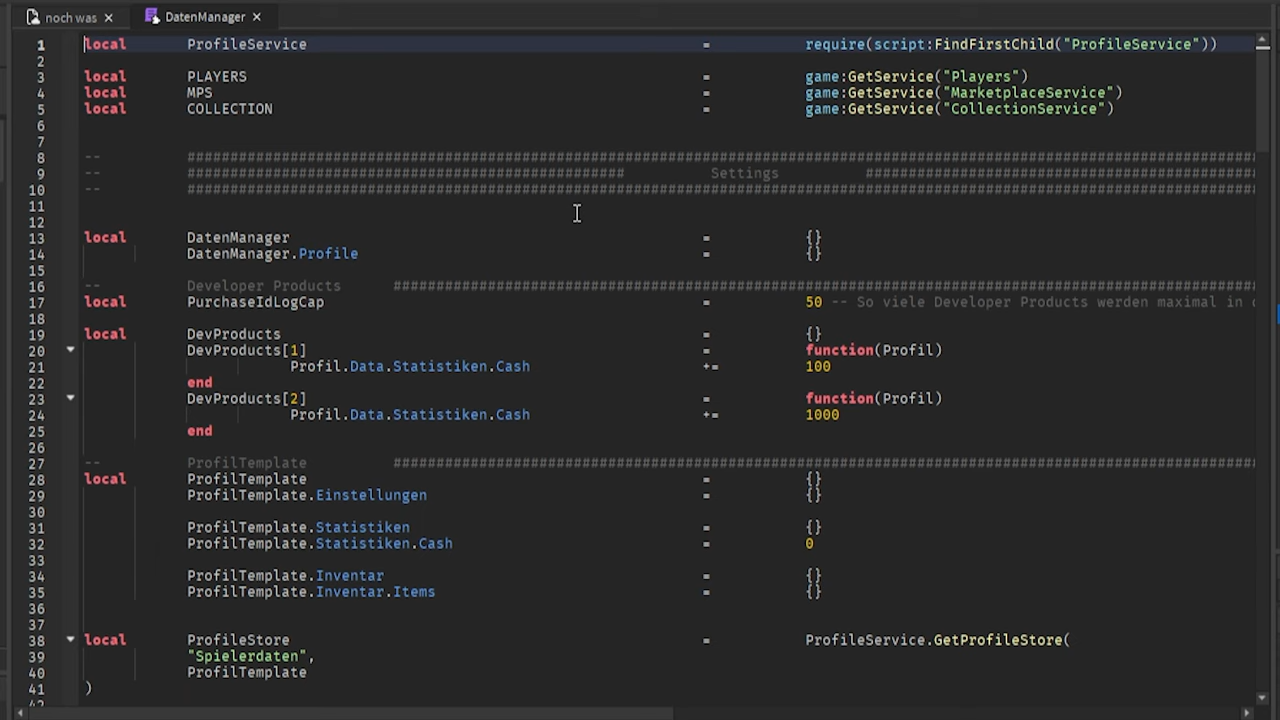 noch was × DatenManager ×
1 local ProfileService = require(script:FindFirstChild("ProfileService"))
2
3 local PLAYERS = game:GetService("Players")
4 local MPS = game:GetService("MarketplaceService")
5 local COLLECTION = game:GetService("CollectionService")
6
7
8 -- #############################################################################################################################
9 -- ################################################### Settings ##############################################
10 -- #############################################################################################################################
11
12
13 local DatenManager = {}
14 DatenManager.Profile = {}
15
16 -- Developer Products #####################################################################################################
17 local PurchaseIdLogCap = 50 -- So viele Developer Products werden maximal in
18
19 local DevProducts = {}
20 DevProducts[1] = function(Profil)
21 Profil.Data.Statistiken.Cash += 100
22 end
23 DevProducts[2] = function(Profil)
24 Profil.Data.Statistiken.Cash += 1000
25 end
26
27 -- ProfilTemplate #####################################################################################################
28 local ProfilTemplate = {}
29 ProfilTemplate.Einstellungen = {}
30
31 ProfilTemplate.Statistiken = {}
32 ProfilTemplate.Statistiken.Cash = 0
33
34 ProfilTemplate.Inventar = {}
35 ProfilTemplate.Inventar.Items = {}
36
37
38 local ProfileStore = ProfileService.GetProfileStore(
39 "Spielerdaten",
40 ProfilTemplate
41 )
42